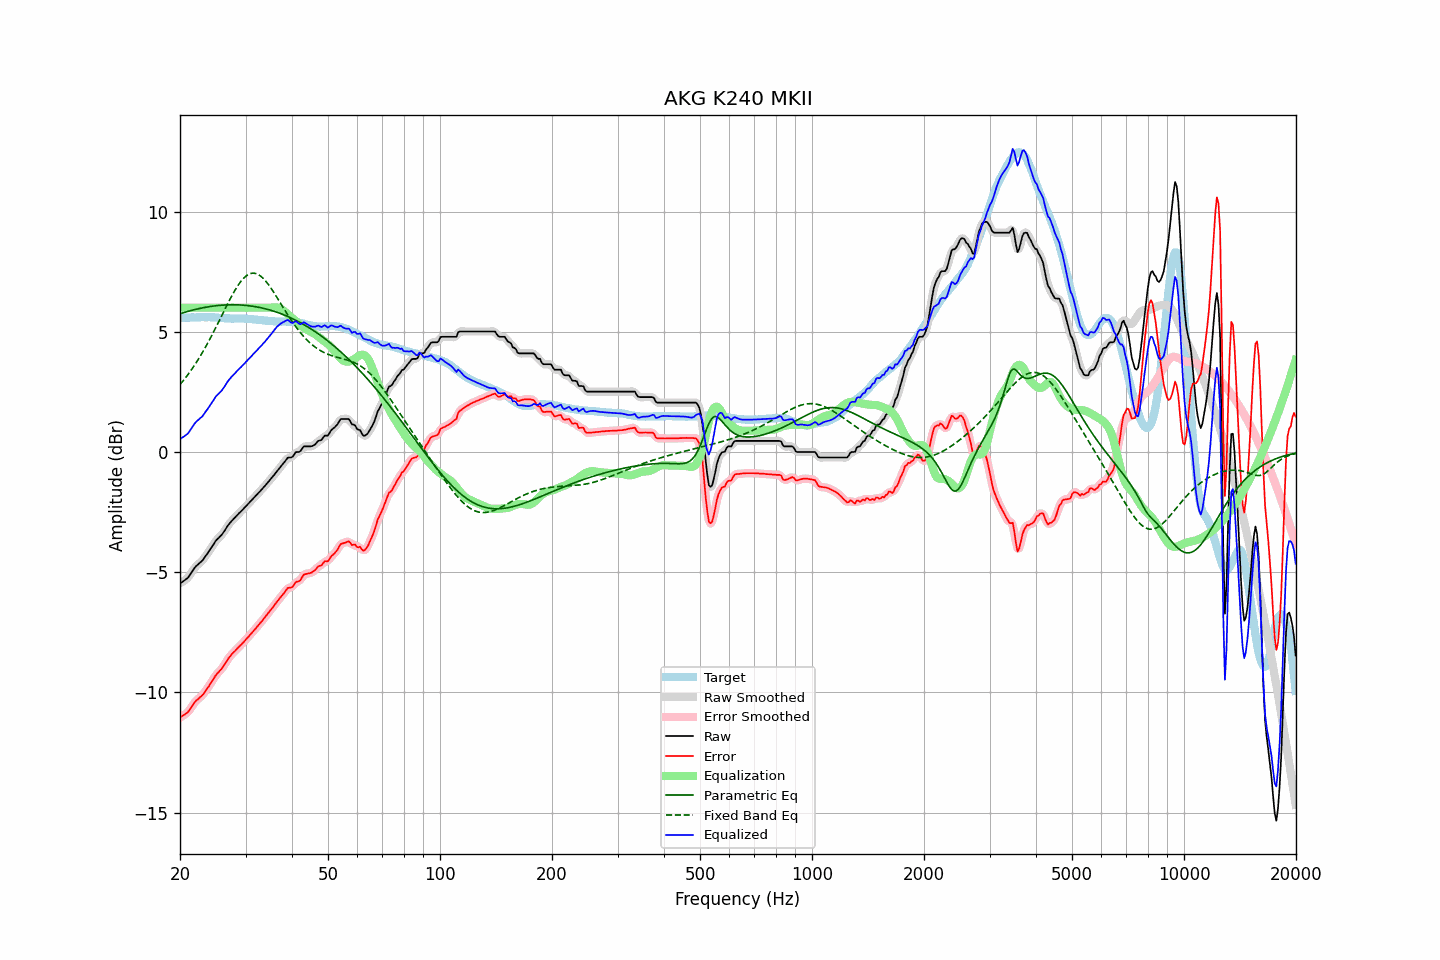 AKG K240 MKII
Amplitude (dBr)
10
5
0
−5
−10
−15
20
50
100
200
500
1000
2000
5000
10000
20000
Frequency (Hz)
Target
Raw Smoothed
Error Smoothed
Raw
Error
Equalization
Parametric Eq
Fixed Band Eq
Equalized